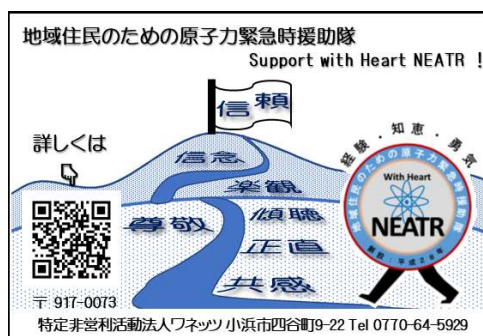 地域住民のための原子力緊急時援助隊
Support with Heart NEATR !
信頼
信念
楽観
尊敬
傾聴
正直
共感
詳しくは
経験・知恵・勇気
地域住民のための原子力緊急時援助隊
With Heart
NEATR
〒 917-0073
特定非営利活動法人ワネッツ 小浜市四谷町9-22 Tel 0770-64-5929